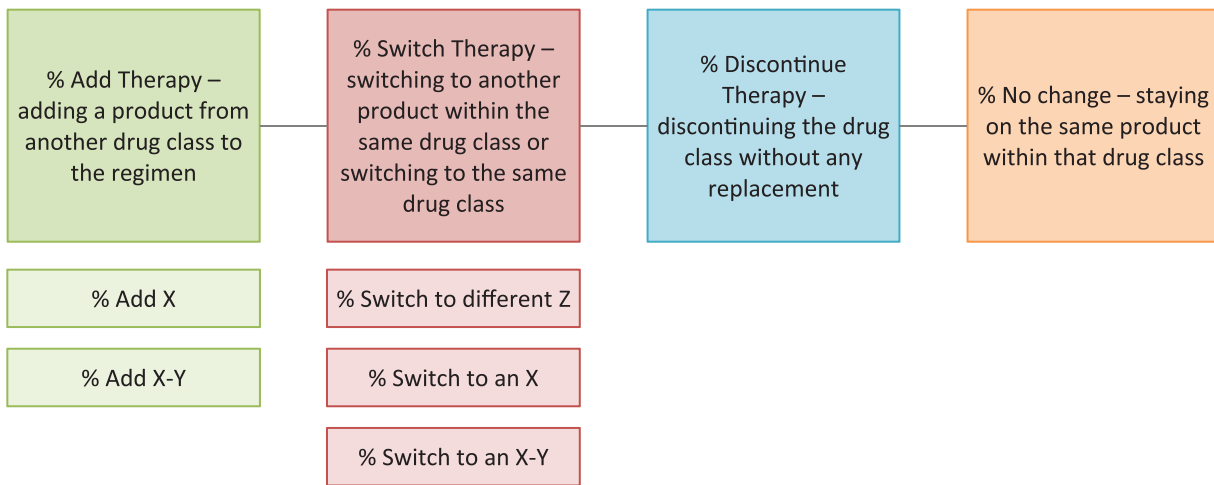 % Add Therapy –
adding a product from
another drug class to
the regimen
% Switch Therapy –
switching to another
product within the
same drug class or
switching to the same
drug class
% Discontinue
Therapy –
discontinuing the drug
class without any
replacement
% No change – staying
on the same product
within that drug class
% Add X
% Switch to different Z
% Add X-Y
% Switch to an X
% Switch to an X-Y